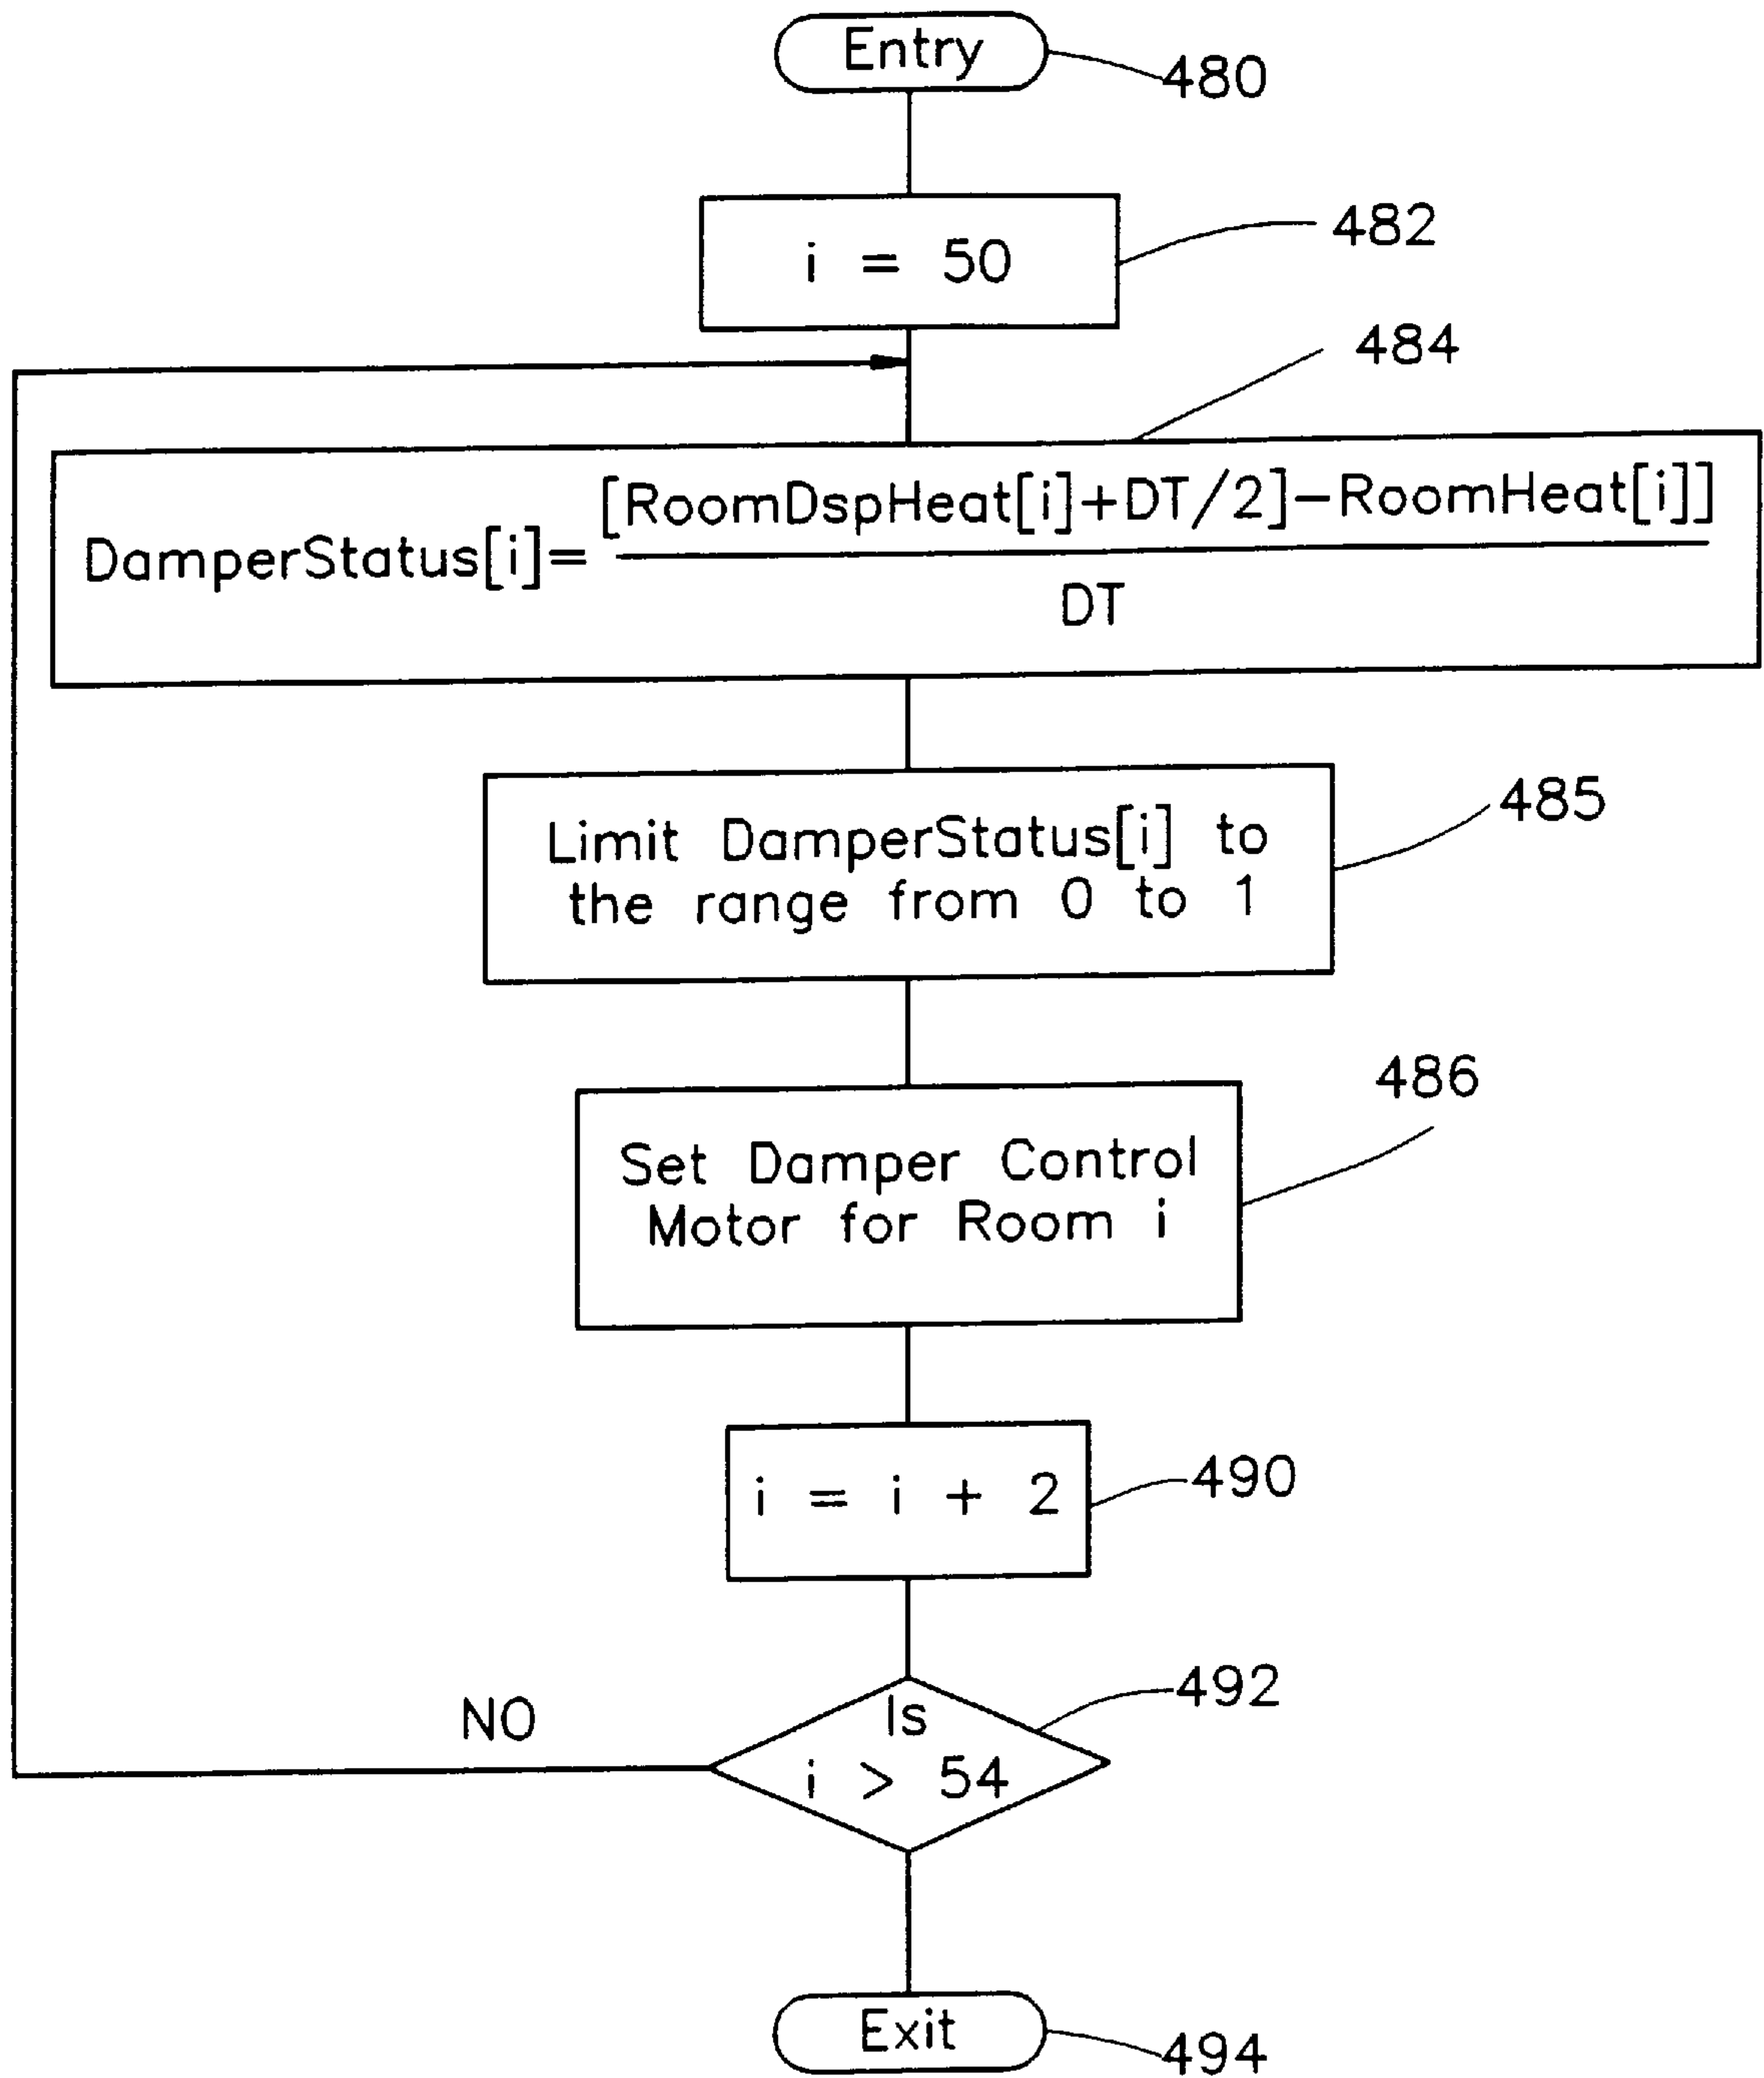 Entry
480
i = 50
482
484
[RoomDspHeat[i]+DT/2]-RoomHeat[i]]
DamperStatus[i]=
DT
Limit DamperStatus[i] to
the range from 0 to 1
485
486
Set Damper Control
Motor for Room i
i = i + 2
490
492
NO
Is
i > 54
Exit
494